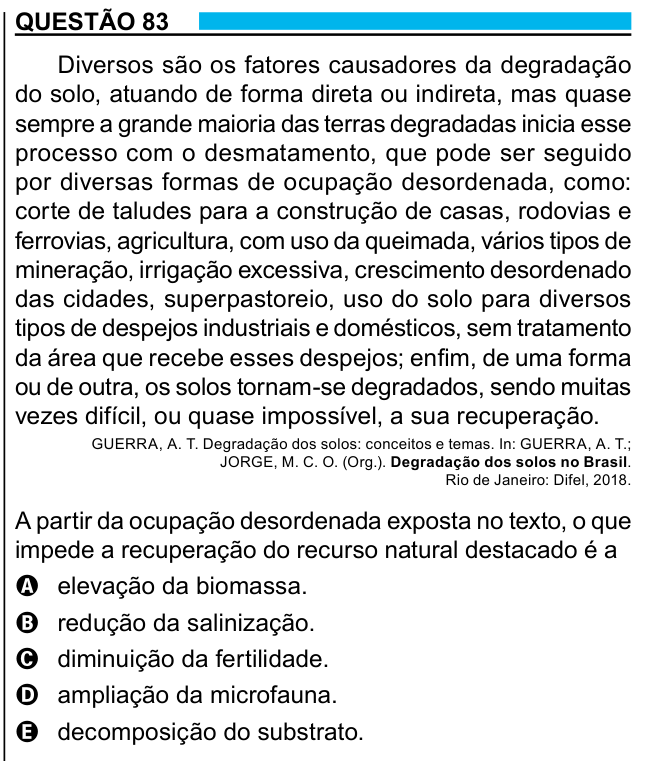 QUESTÃO 83
Diversos são os fatores causadores da degradação
do solo, atuando de forma direta ou indireta, mas quase
sempre a grande maioria das terras degradadas inicia esse
processo com o desmatamento, que pode ser seguido
por diversas formas de ocupação desordenada, como:
corte de taludes para a construção de casas, rodovias e
ferrovias, agricultura, com uso da queimada, vários tipos de
mineração, irrigação excessiva, crescimento desordenado
das cidades, superpastoreio, uso do solo para diversos
tipos de despejos industriais e domésticos, sem tratamento
da área que recebe esses despejos; enfim, de uma forma
ou de outra, os solos tornam-se degradados, sendo muitas
vezes difícil, ou quase impossível, a sua recuperação.
GUERRA, A. T. Degradação dos solos: conceitos e temas. In: GUERRA, A. T.;
JORGE, M. C. O. (Org.). Degradação dos solos no Brasil.
Rio de Janeiro: Difel, 2018.
A partir da ocupação desordenada exposta no texto, o que
impede a recuperação do recurso natural destacado é a
A elevação da biomassa.
B redução da salinização.
C diminuição da fertilidade.
D ampliação da microfauna.
E decomposição do substrato.